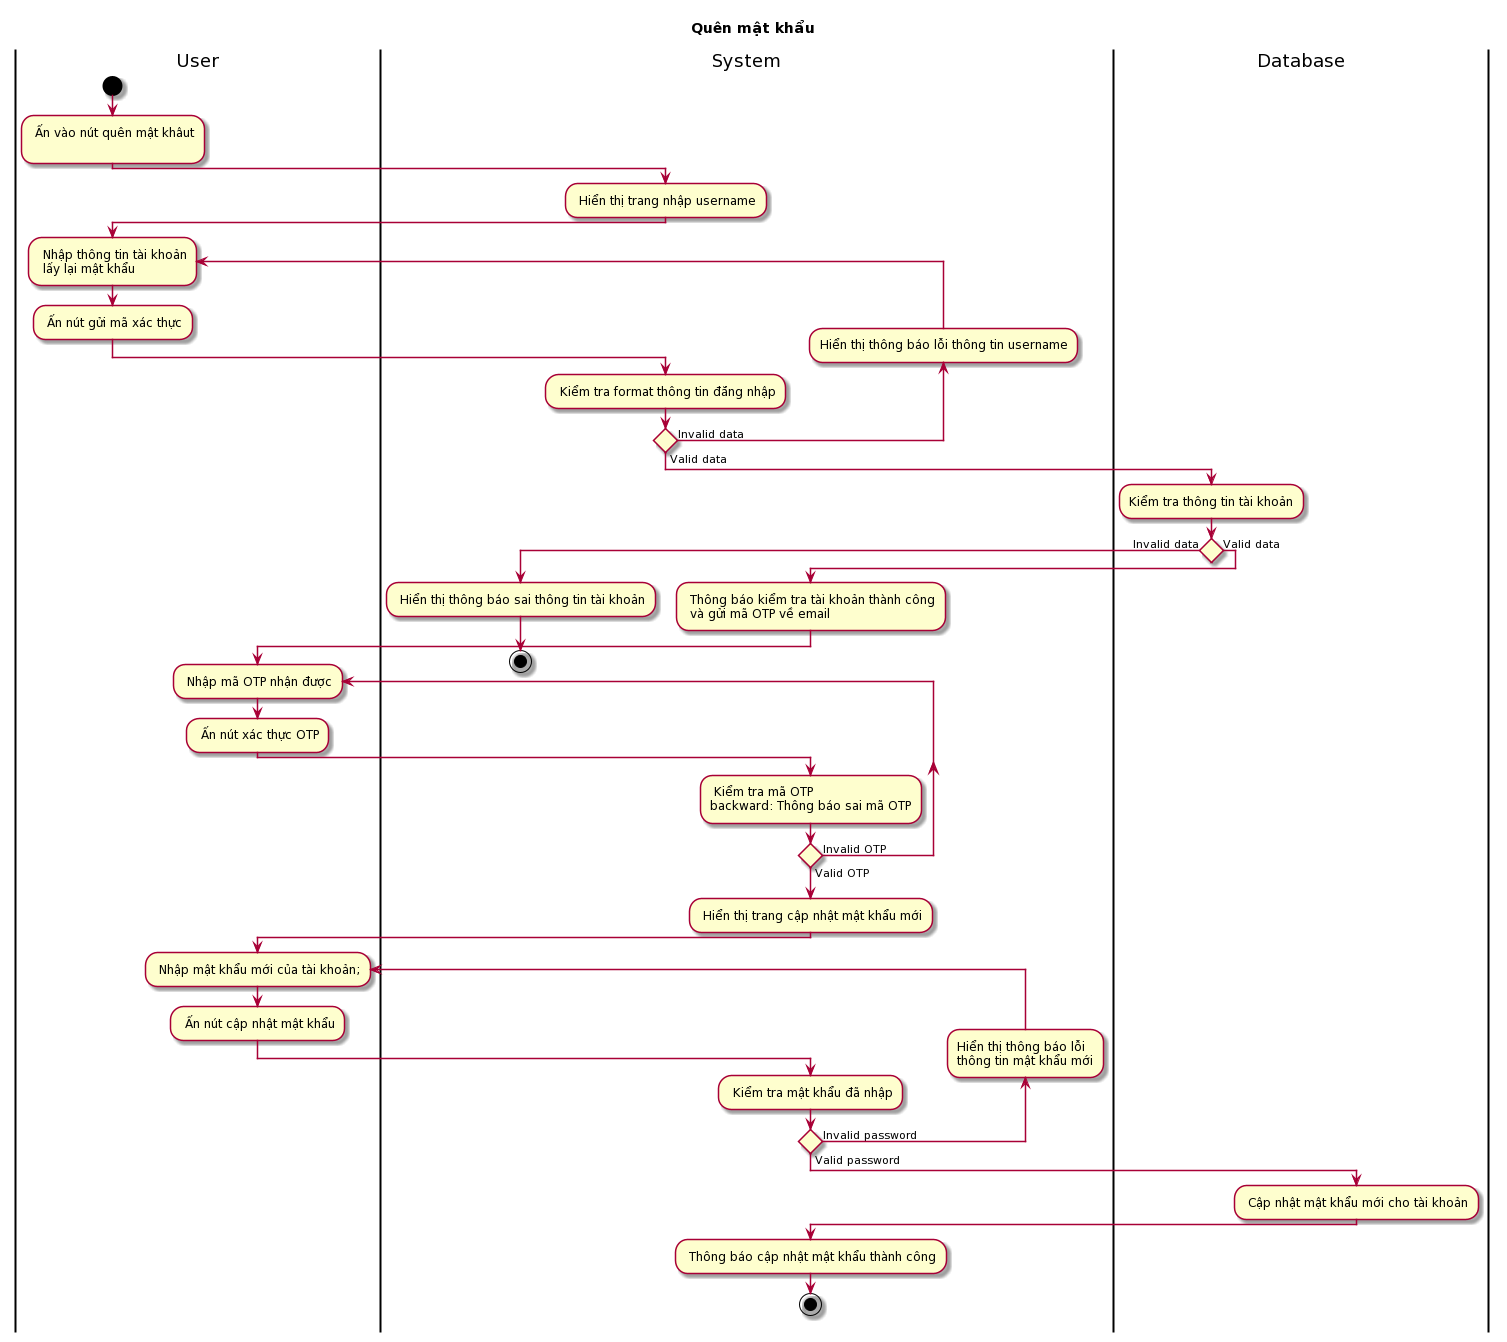 Quên mật khẩu
User
System
Database
Ấn vào nút quên mật khâut
Hiển thị trang nhập username
Nhập thông tin tài khoản
lấy lại mật khẩu
Ấn nút gửi mã xác thực
Hiển thị thông báo lỗi thông tin username
Kiểm tra format thông tin đăng nhập
Invalid data
Valid data
Kiểm tra thông tin tài khoản
Invalid data
Valid data
Hiển thị thông báo sai thông tin tài khoản
Thông báo kiểm tra tài khoản thành công
và gửi mã OTP về email
Nhập mã OTP nhận được
Ấn nút xác thực OTP
Kiểm tra mã OTP
backward: Thông báo sai mã OTP
Invalid OTP
Valid OTP
Hiển thị trang cập nhật mật khẩu mới
Nhập mật khẩu mới của tài khoản;
Ấn nút cập nhật mật khẩu
Hiển thị thông báo lỗi
thông tin mật khẩu mới
Kiểm tra mật khẩu đã nhập
Invalid password
Valid password
Cập nhật mật khẩu mới cho tài khoản
Thông báo cập nhật mật khẩu thành công